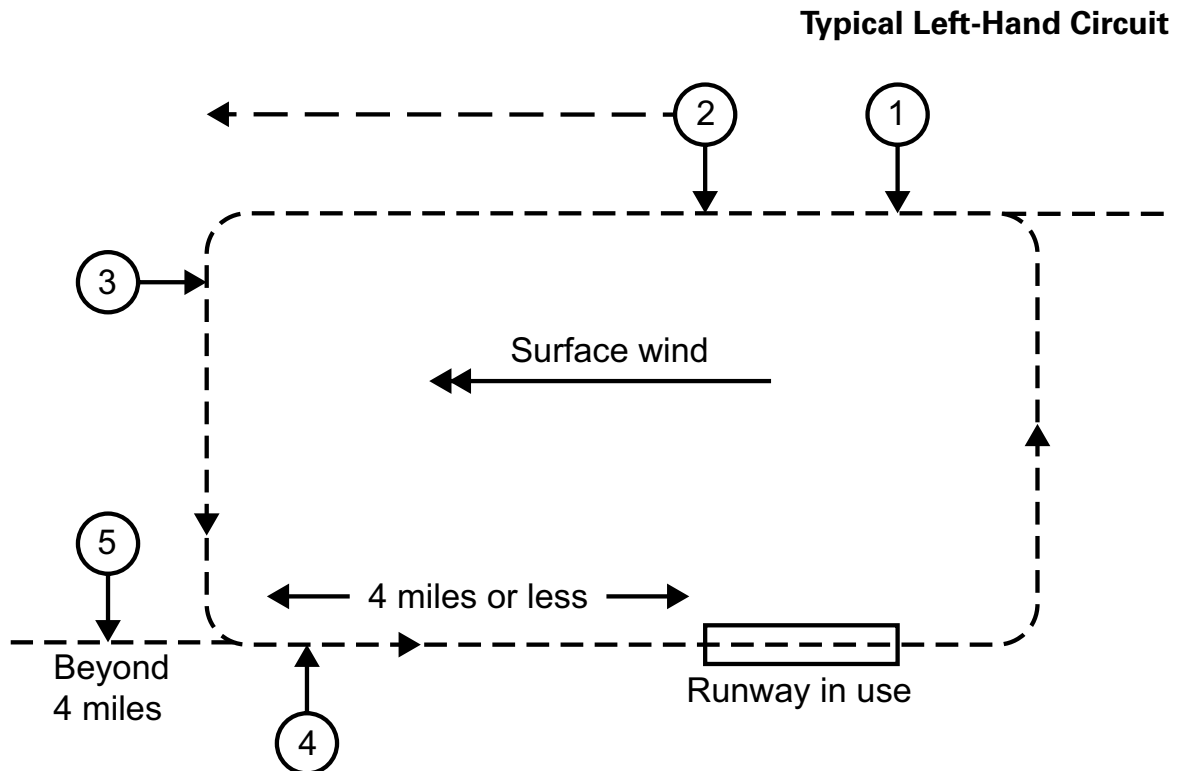 Typical Left-Hand Circuit
2
1
3
Surface wind
5
4 miles or less
Beyond
4 miles
Runway in use
4